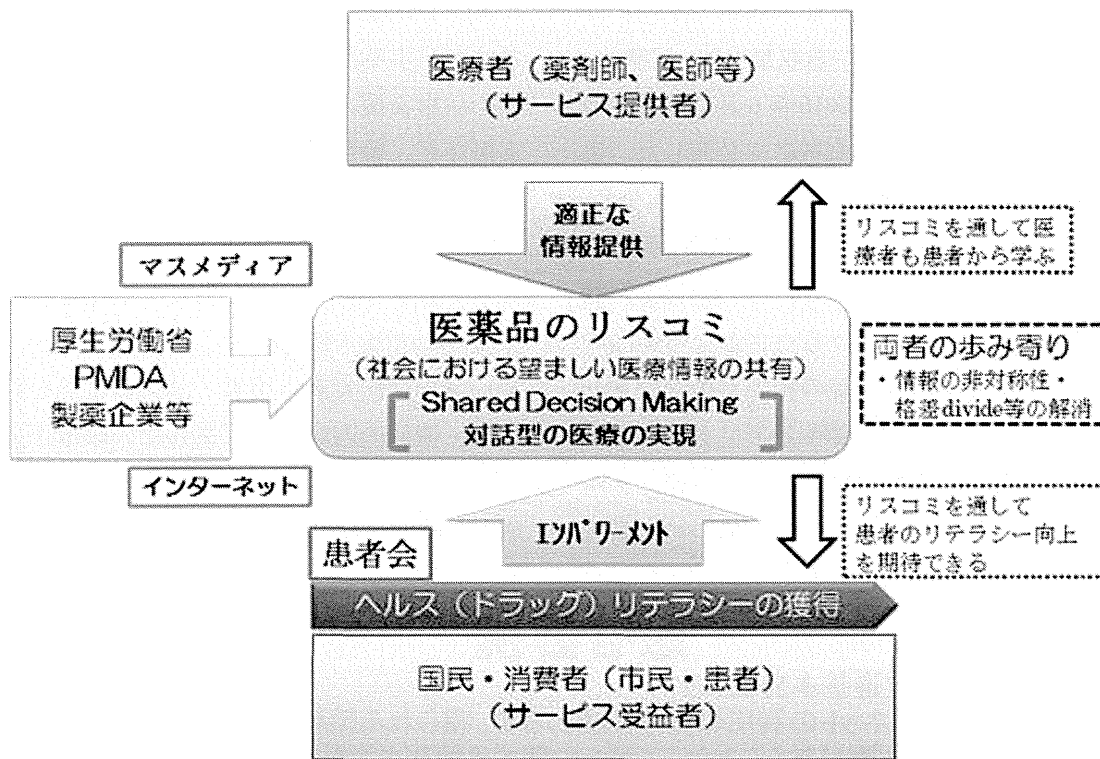 医療者（薬剤師、医師等）
（サービス提供者）
適正な
情報提供
リスコミを通して医
療者も患者から学ぶ
マスメディア
厚生労働省
PMDA
製薬企業等
医薬品のリスコミ
（社会における望ましい医療情報の共有）
Shared Decision Making
対話型の医療の実現
両者の歩み寄り
・情報の非対称性・
格差divide等の解消
インターネット
エンパワーメント
リスコミを通して
患者のリテラシー向上
を期待できる
患者会
ヘルス（ドラッグ）リテラシーの獲得
国民・消費者（市民・患者）
（サービス受益者）